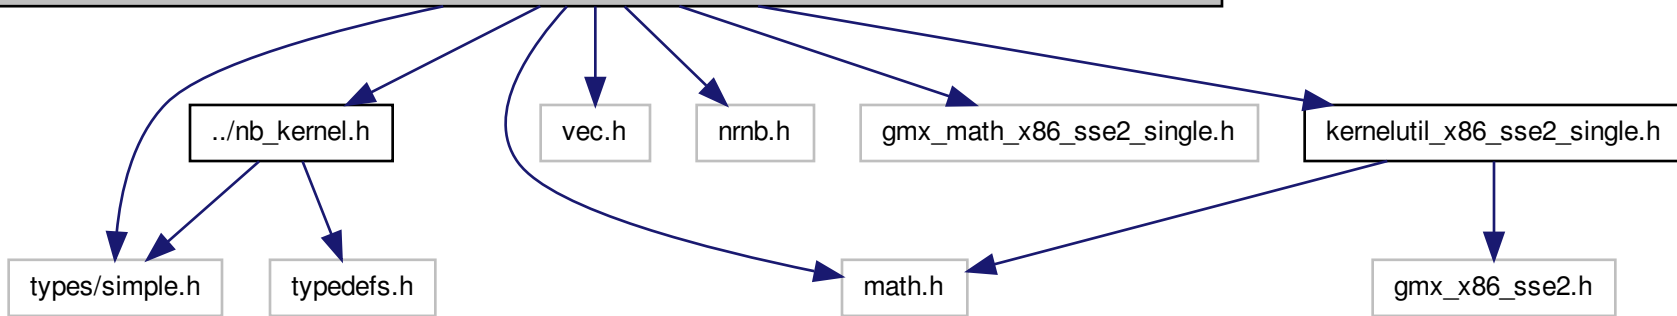 ../nb_kernel.h
vec.h
nrnb.h
gmx_math_x86_sse2_single.h
kernelutil_x86_sse2_single.h
types/simple.h
typedefs.h
math.h
gmx_x86_sse2.h